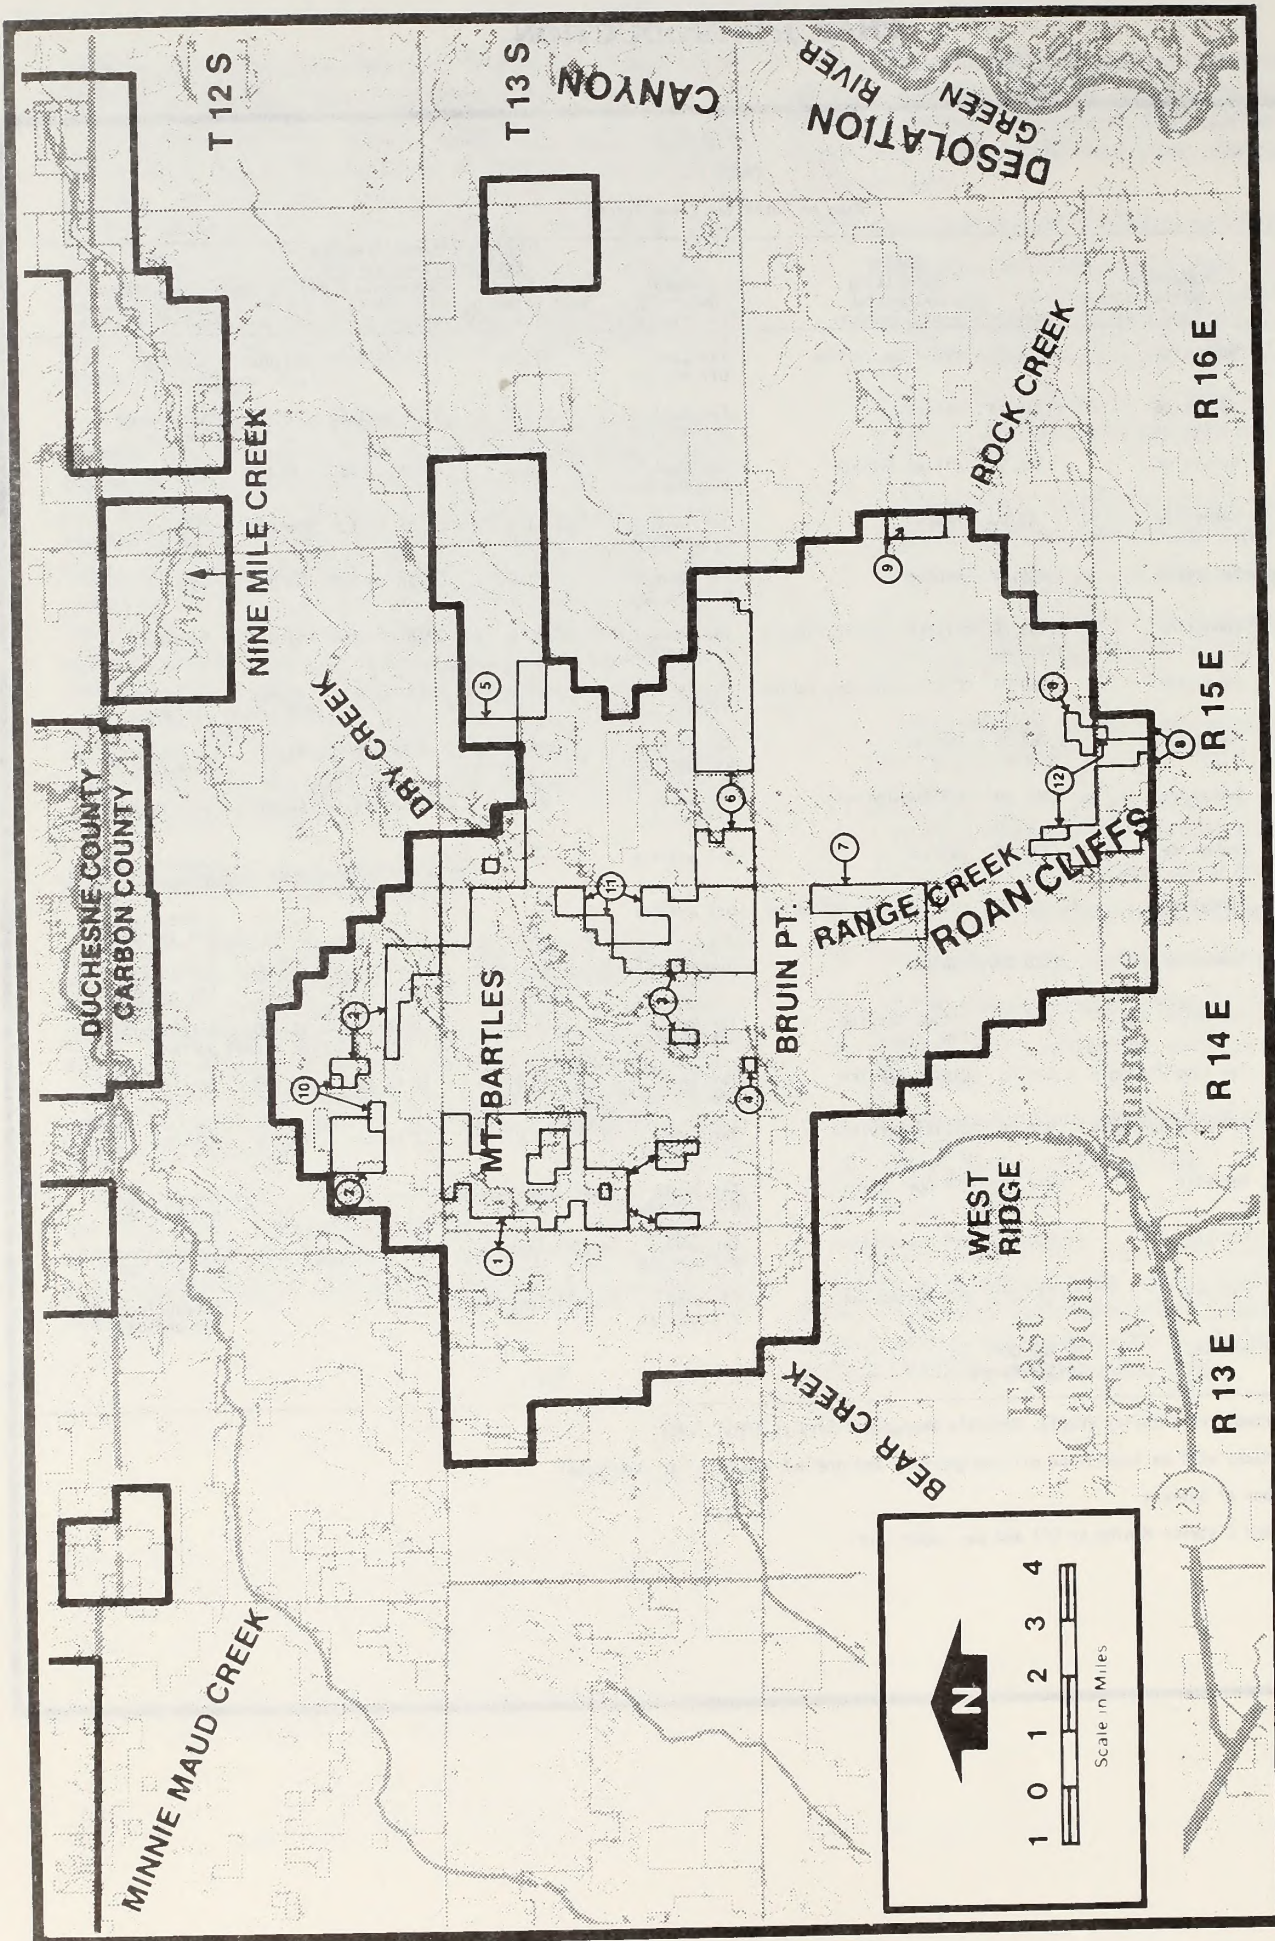 MINNIE MAUD CREEK
DUCHESNE COUNTY
CARBON COUNTY
NINE MILE CREEK
T 12 S
DRY CREEK
T 13 S
CANYON
DESOLATION
GREEN
RIVER
MT. BARTLES
BRUIN PT.
RANGE CREEK
ROAN CLIFFS
ROCK CREEK
BEAR CREEK
WEST
RIDGE
East
Carbon
City
Sunnyside
123
R 13 E
R 14 E
R 15 E
R 16 E
1
2
2
10
3
4
5
6
7
8
9
11
12
N
1 0 1 2 3 4
Scale in Miles